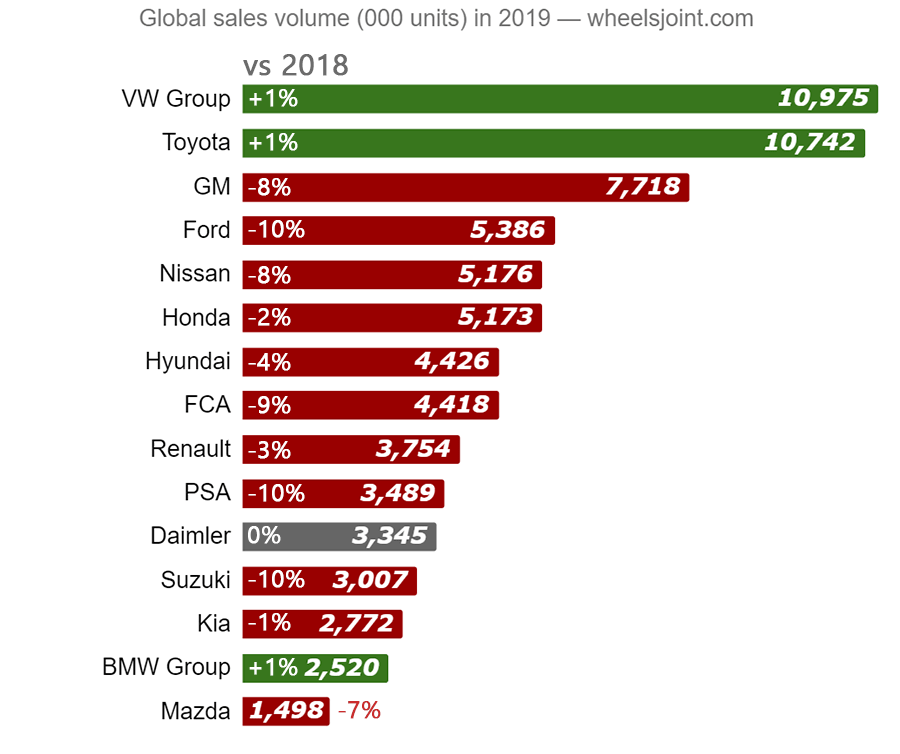 Global sales volume (000 units) in 2019 — wheelsjoint.com
vs 2018
VW Group +1% 10,975
Toyota +1% 10,742
GM -8% 7,718
Ford -10% 5,386
Nissan -8% 5,176
Honda -2% 5,173
Hyundai -4% 4,426
FCA -9% 4,418
Renault -3% 3,754
PSA -10% 3,489
Daimler 0% 3,345
Suzuki -10% 3,007
Kia -1% 2,772
BMW Group +1% 2,520
Mazda 1,498 -7%